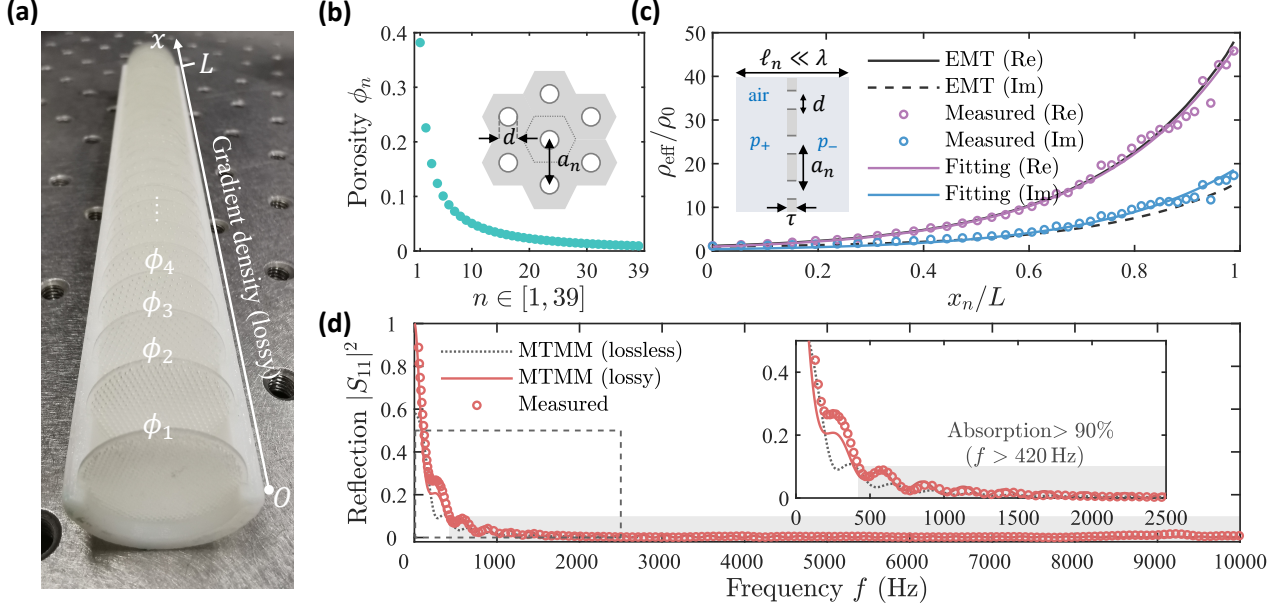 (a)
x
L
Gradient density (lossy)
⋮
ϕ4
ϕ3
ϕ2
ϕ1
O
(b)
Porosity ϕn
0.4
0.3
0.2
0.1
0
d
an
1
10
20
30
39
n ∈ [1, 39]
(c)
ρeff/ρ0
50
40
30
20
10
0
ℓn ≪ λ
air
d
p+
p−
an
τ
EMT (Re)
EMT (Im)
Measured (Re)
Measured (Im)
Fitting (Re)
Fitting (Im)
0
0.2
0.4
0.6
0.8
1
xn/L
(d)
Reflection |S11|²
1
0.8
0.6
0.4
0.2
0
MTMM (lossless)
MTMM (lossy)
Measured
0.4
0.2
0
Absorption> 90%
(f > 420 Hz)
0
500
1000
1500
2000
2500
0
1000
2000
3000
4000
5000
6000
7000
8000
9000
10000
Frequency f (Hz)